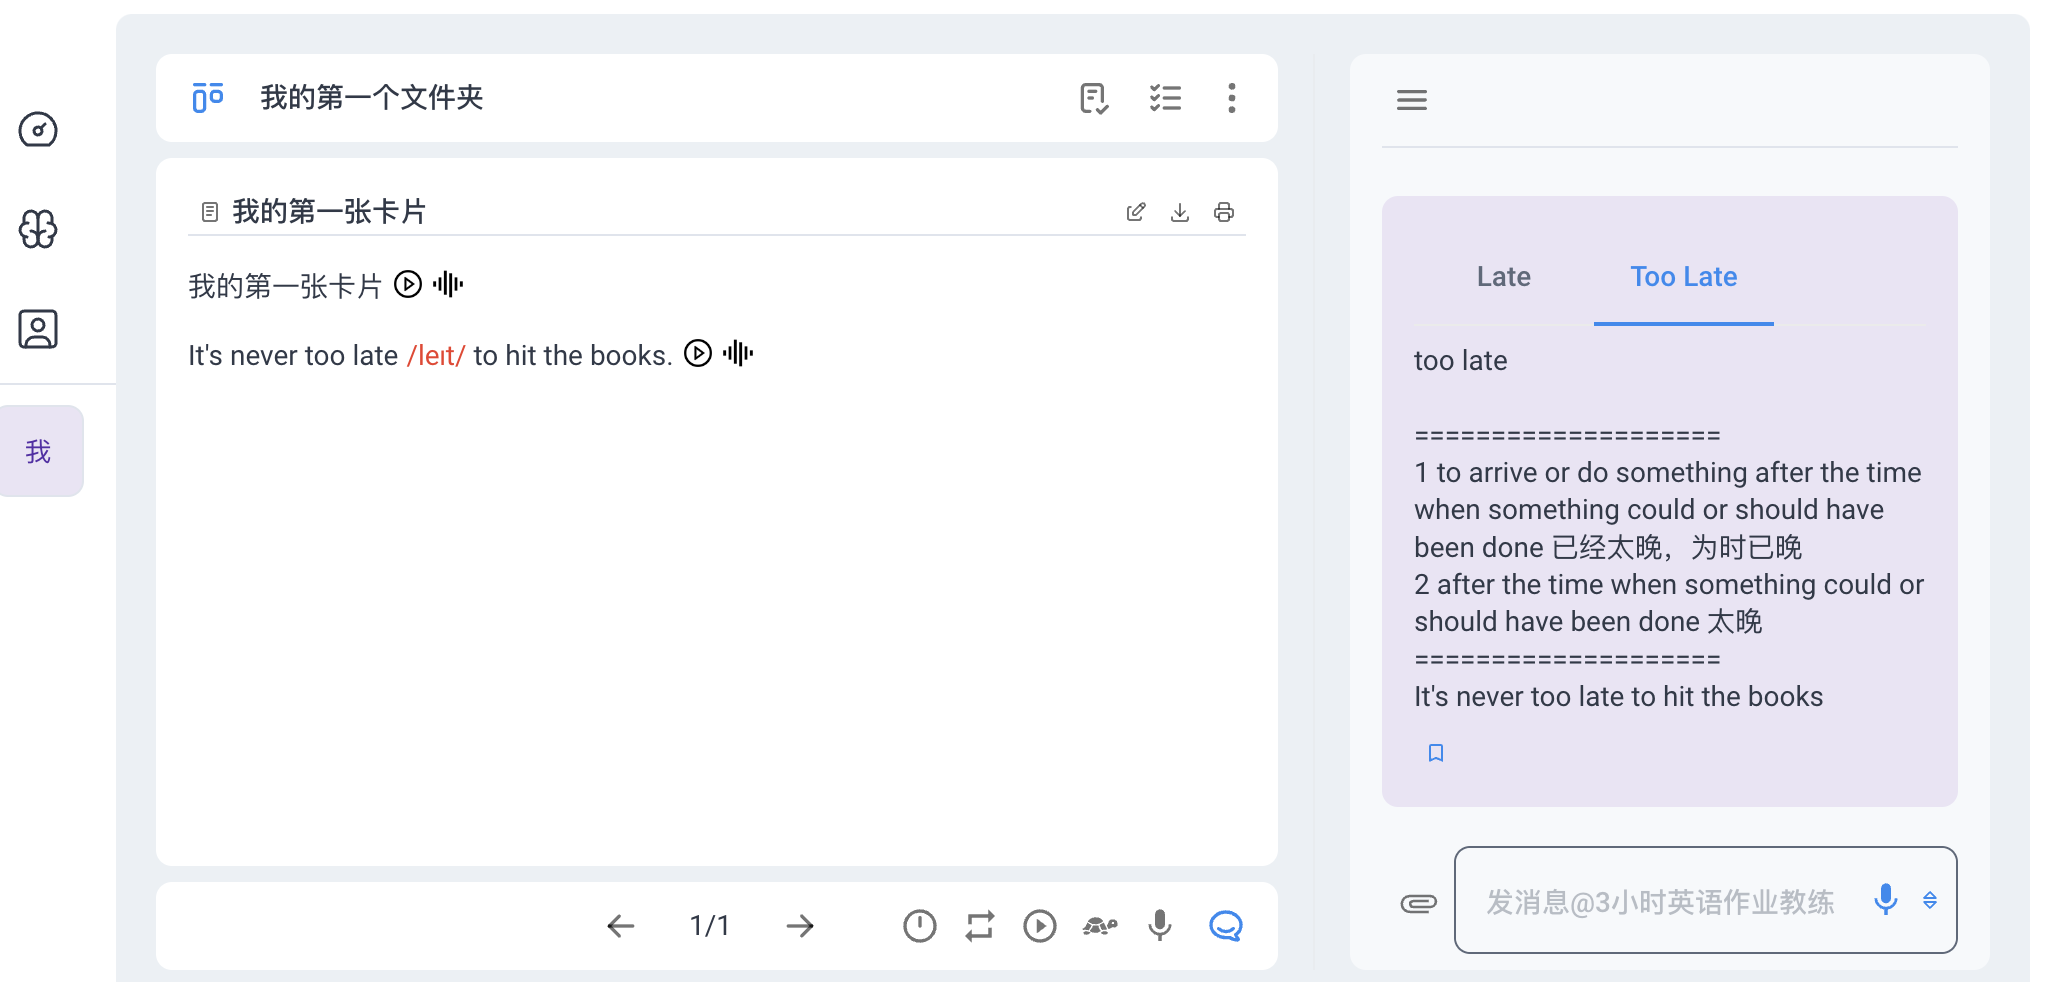 我的第一个文件夹
我
我的第一张卡片
我的第一张卡片
It's never too late /leɪt/ to hit the books.
1/1
Late Too Late
too late
====================
1 to arrive or do something after the time
when something could or should have
been done 已经太晚，为时已晚
2 after the time when something could or
should have been done 太晚
====================
It's never too late to hit the books
发消息@3小时英语作业教练